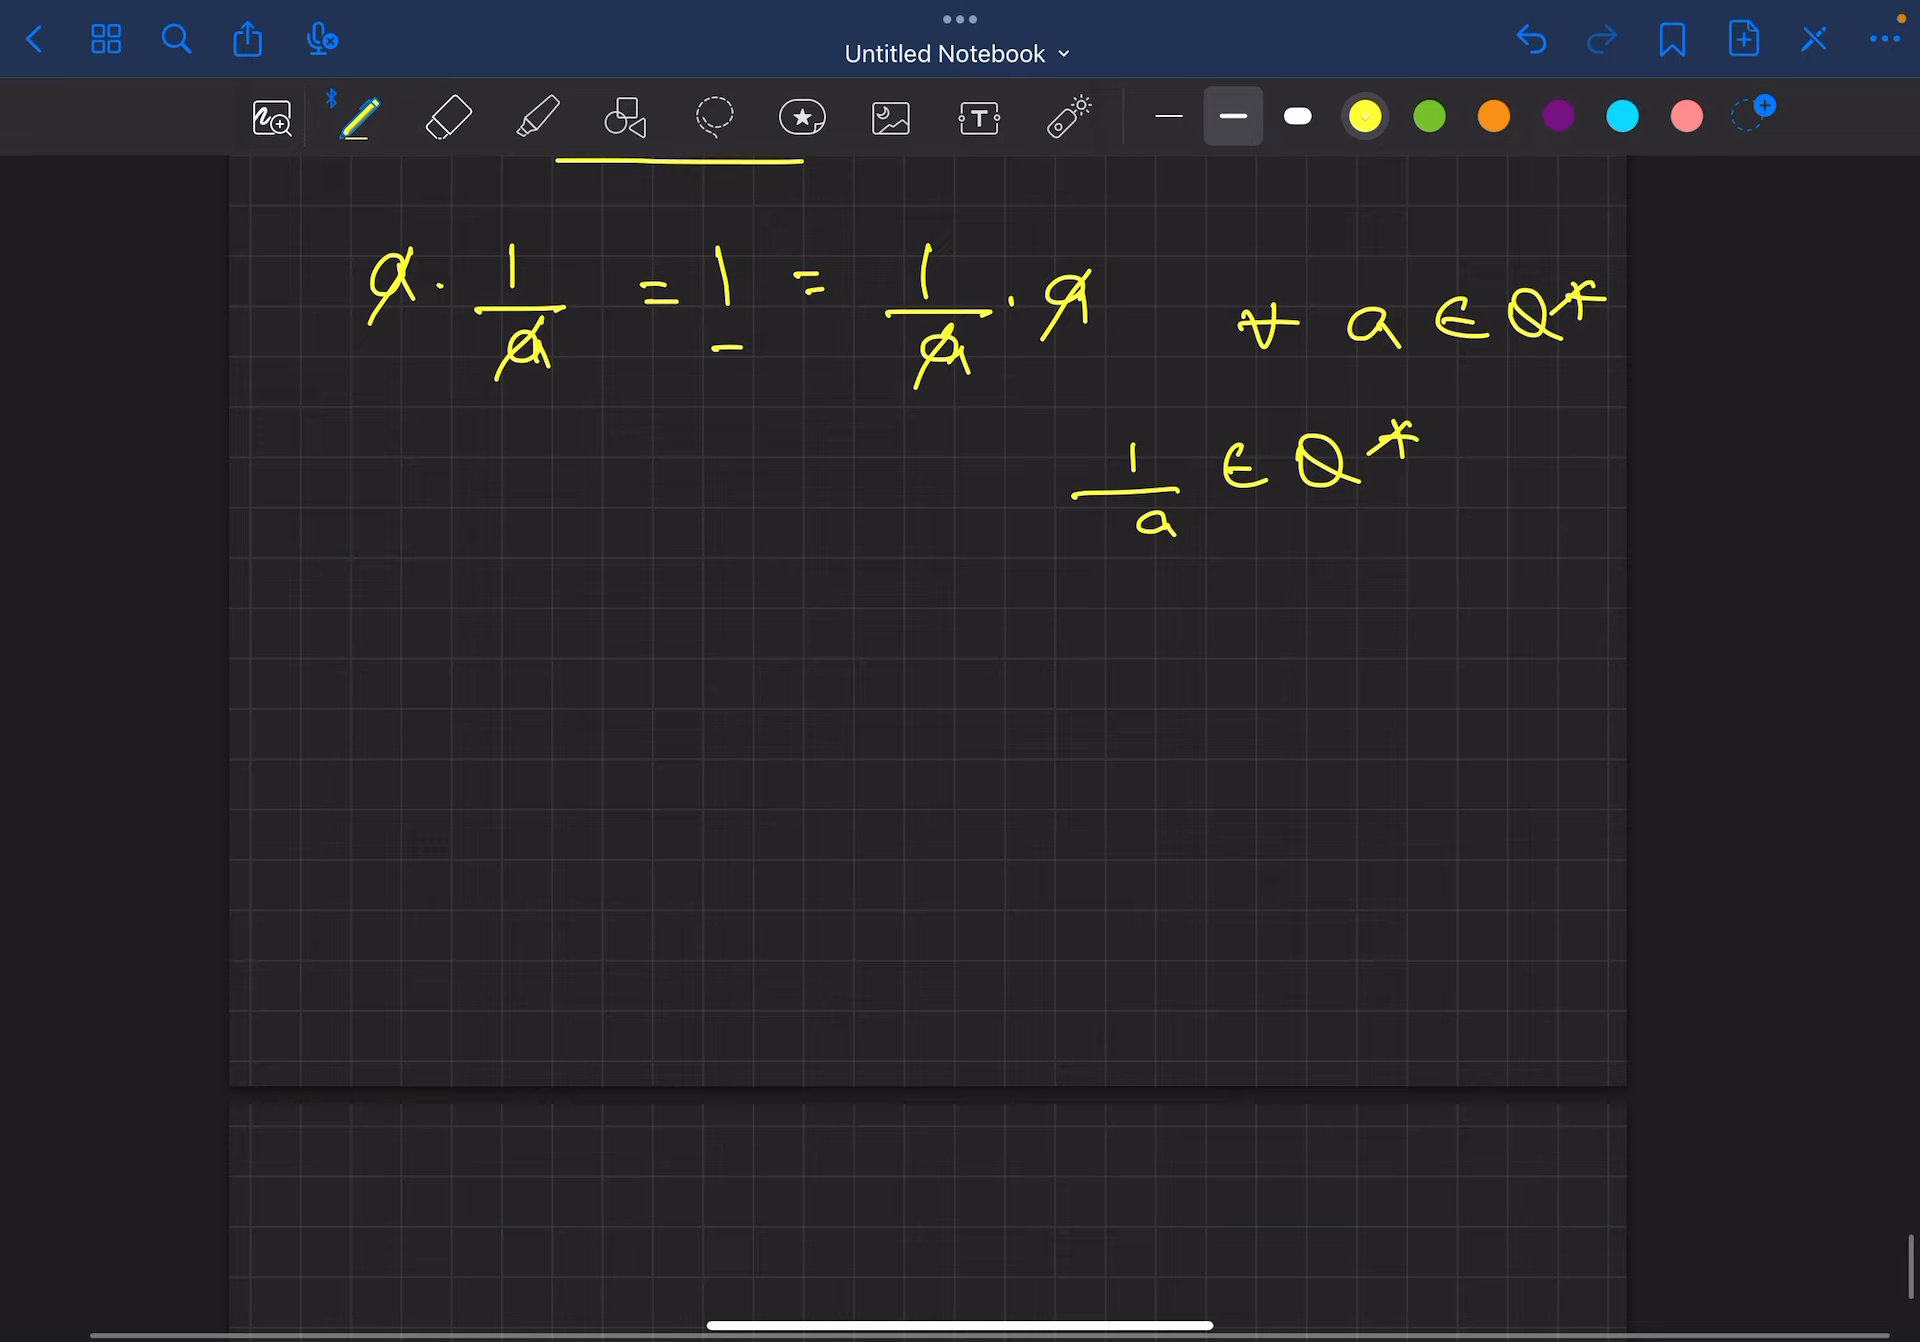 Untitled Notebook
a · 1/a = 1 = 1/a · a ∀ a ∈ Q*
1/a ∈ Q*